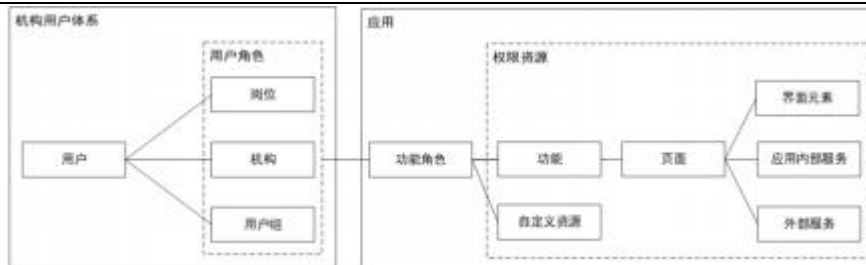 机构用户体系
应用
用户角色
权限资源
岗位
界面元素
用户
机构
功能角色
功能
页面
应用内部服务
用户组
自定义资源
外部服务